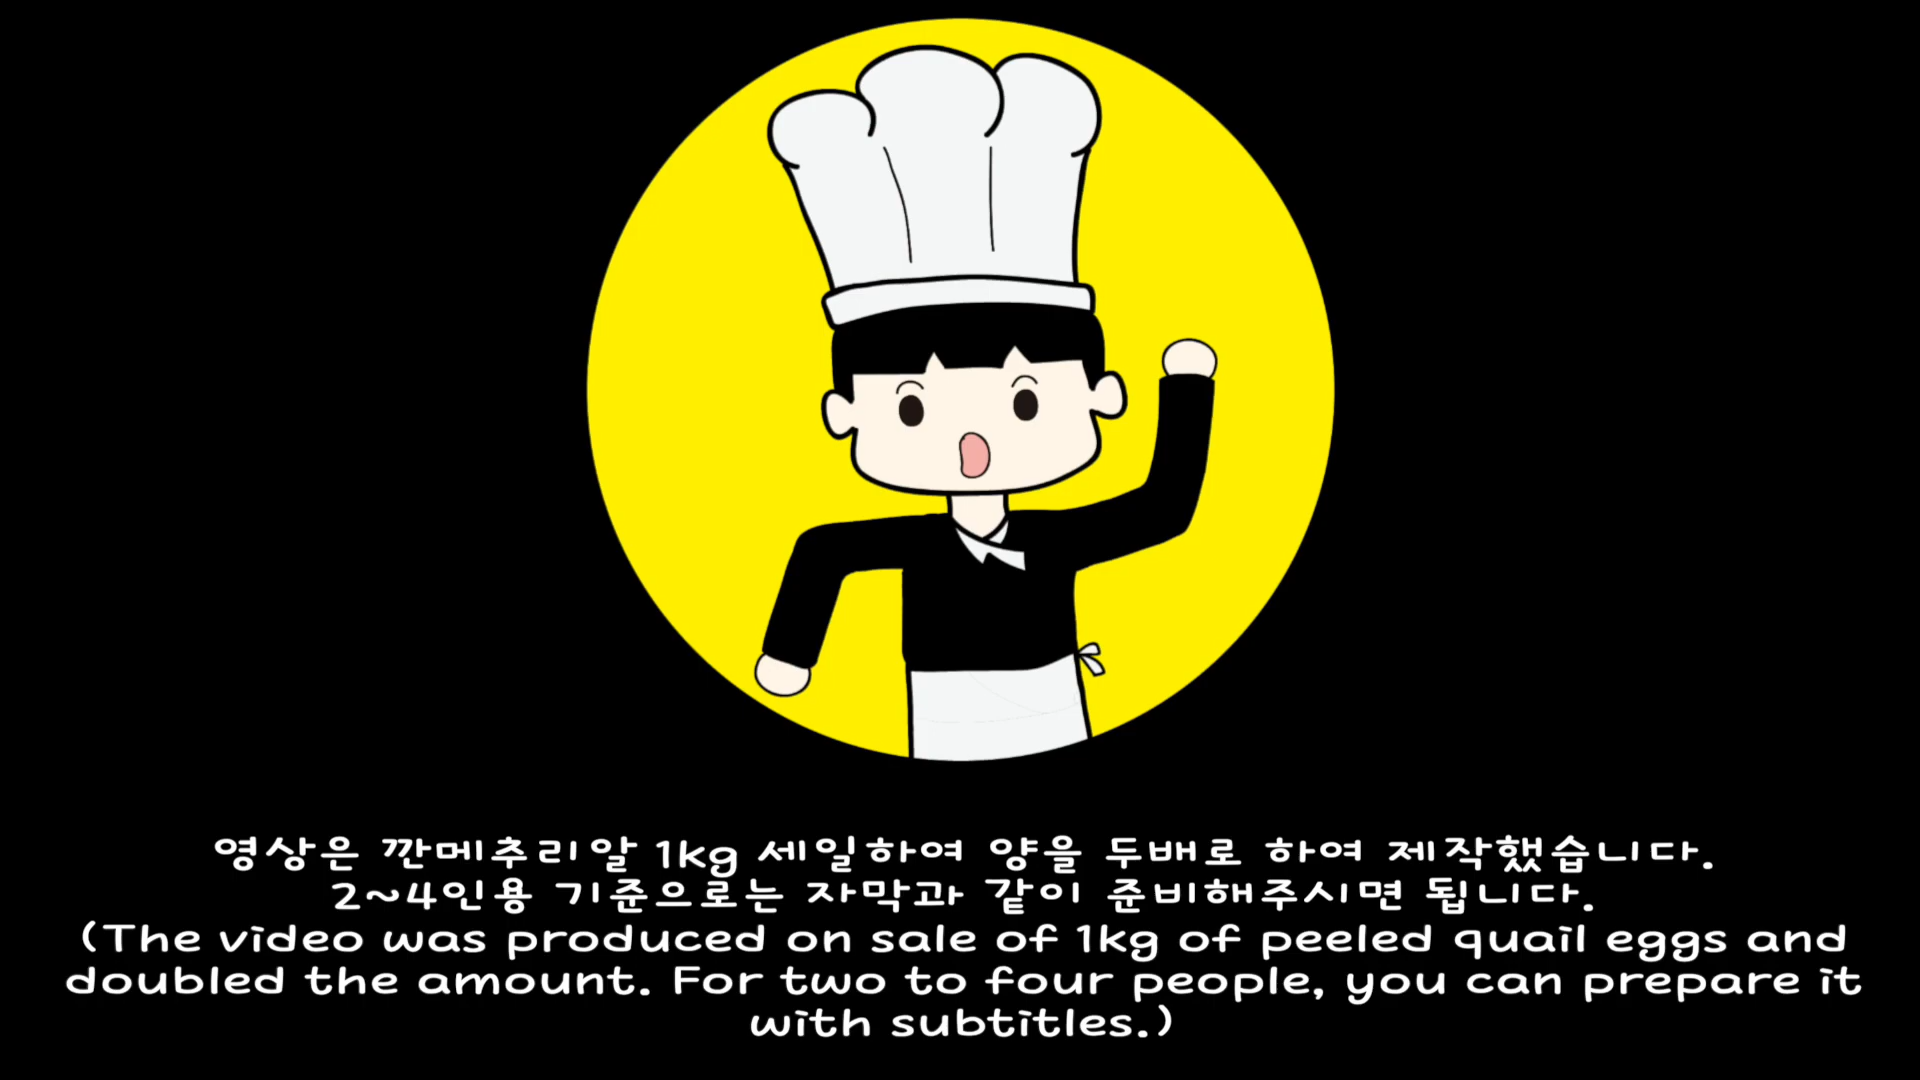 영상은 깐메추리알 1kg 세일하여 양을 두배로 하여 제작했습니다.
2~4인용 기준으로는 자막과 같이 준비해주시면 됩니다.
(The video was produced on sale of 1kg of peeled quail eggs and
doubled the amount. For two to four people, you can prepare it
with subtitles.)